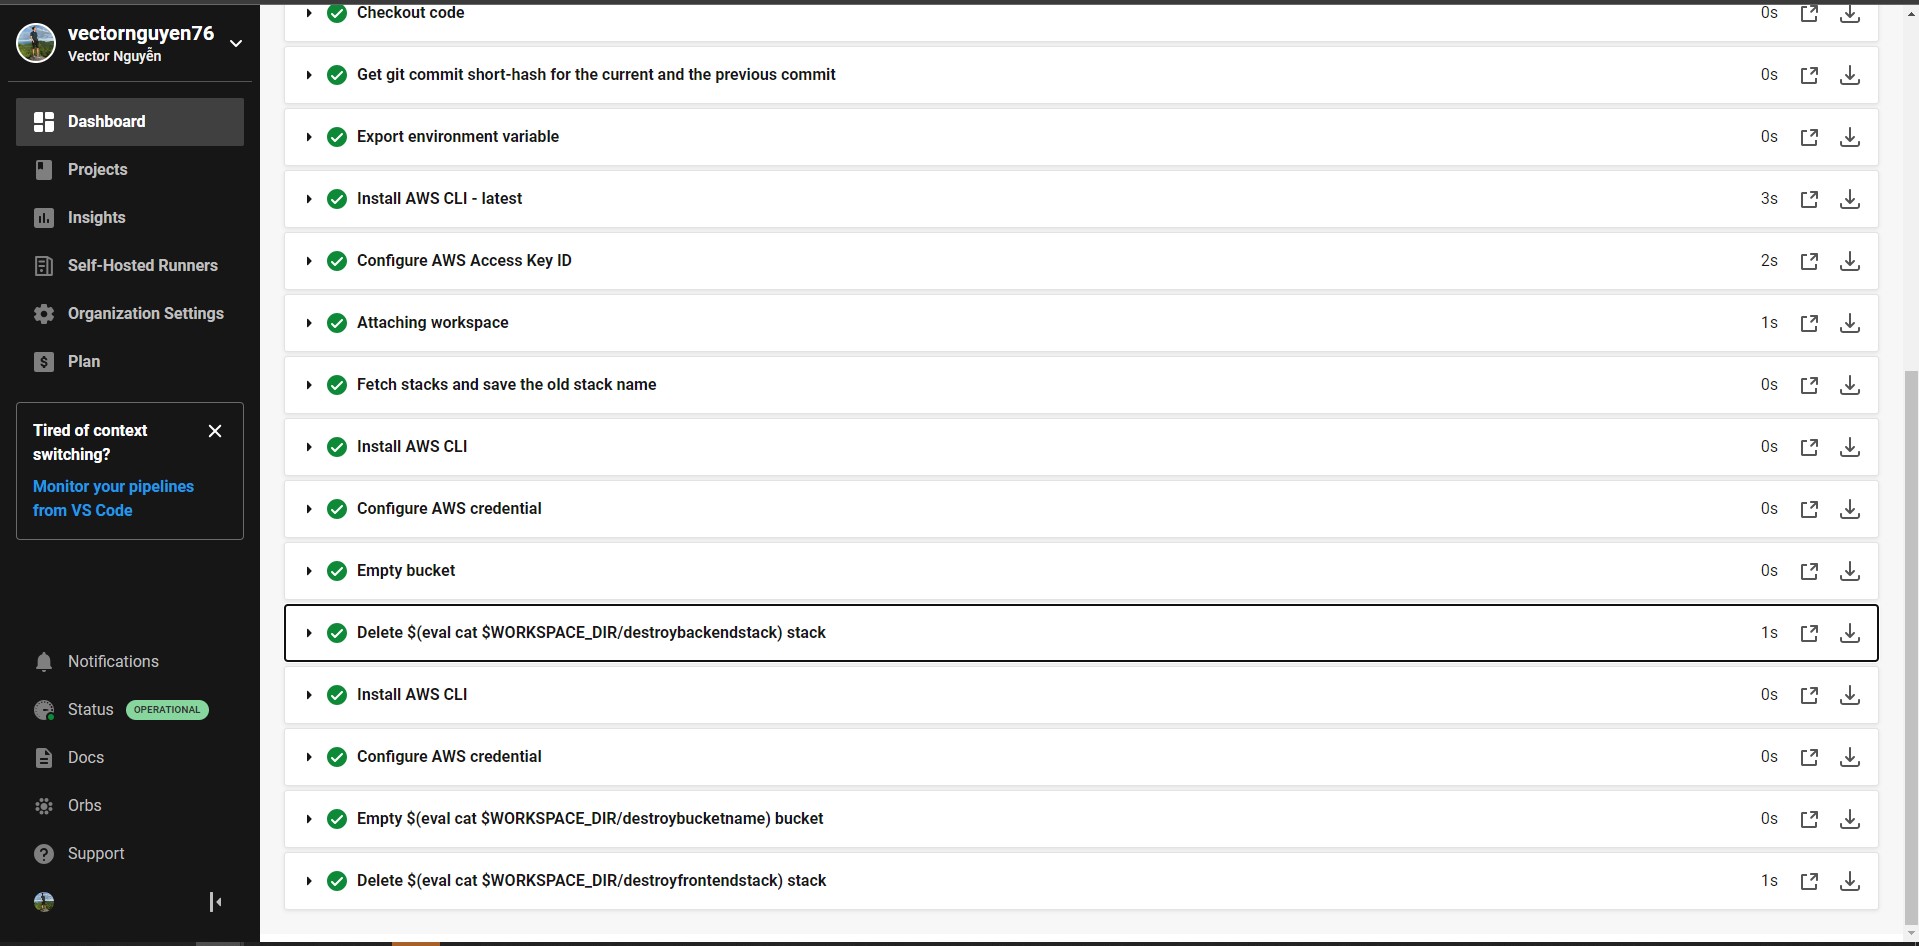 vectornguyen76
Vector Nguyễn
Dashboard
Projects
Insights
Self-Hosted Runners
Organization Settings
$ Plan
Tired of context
switching?
Monitor your pipelines
from VS Code
Notifications
Status OPERATIONAL
Docs
Orbs
? Support
Checkout code 0s
Get git commit short-hash for the current and the previous commit 0s
Export environment variable 0s
Install AWS CLI - latest 3s
Configure AWS Access Key ID 2s
Attaching workspace 1s
Fetch stacks and save the old stack name 0s
Install AWS CLI 0s
Configure AWS credential 0s
Empty bucket 0s
Delete $(eval cat $WORKSPACE_DIR/destroybackendstack) stack 1s
Install AWS CLI 0s
Configure AWS credential 0s
Empty $(eval cat $WORKSPACE_DIR/destroybucketname) bucket 0s
Delete $(eval cat $WORKSPACE_DIR/destroyfrontendstack) stack 1s